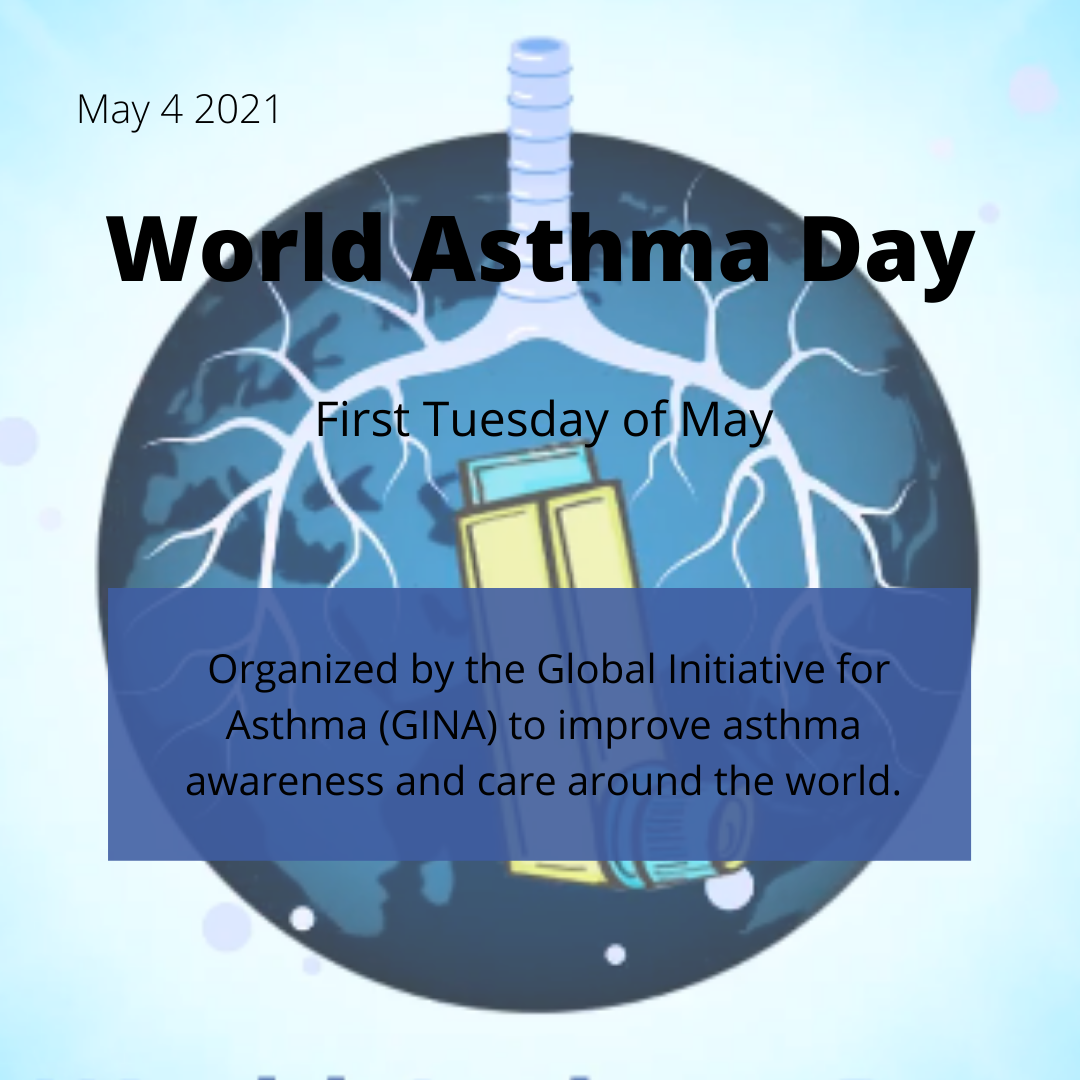 May 4 2021
World Asthma Day
First Tuesday of May
Organized by the Global Initiative for
Asthma (GINA) to improve asthma
awareness and care around the world.